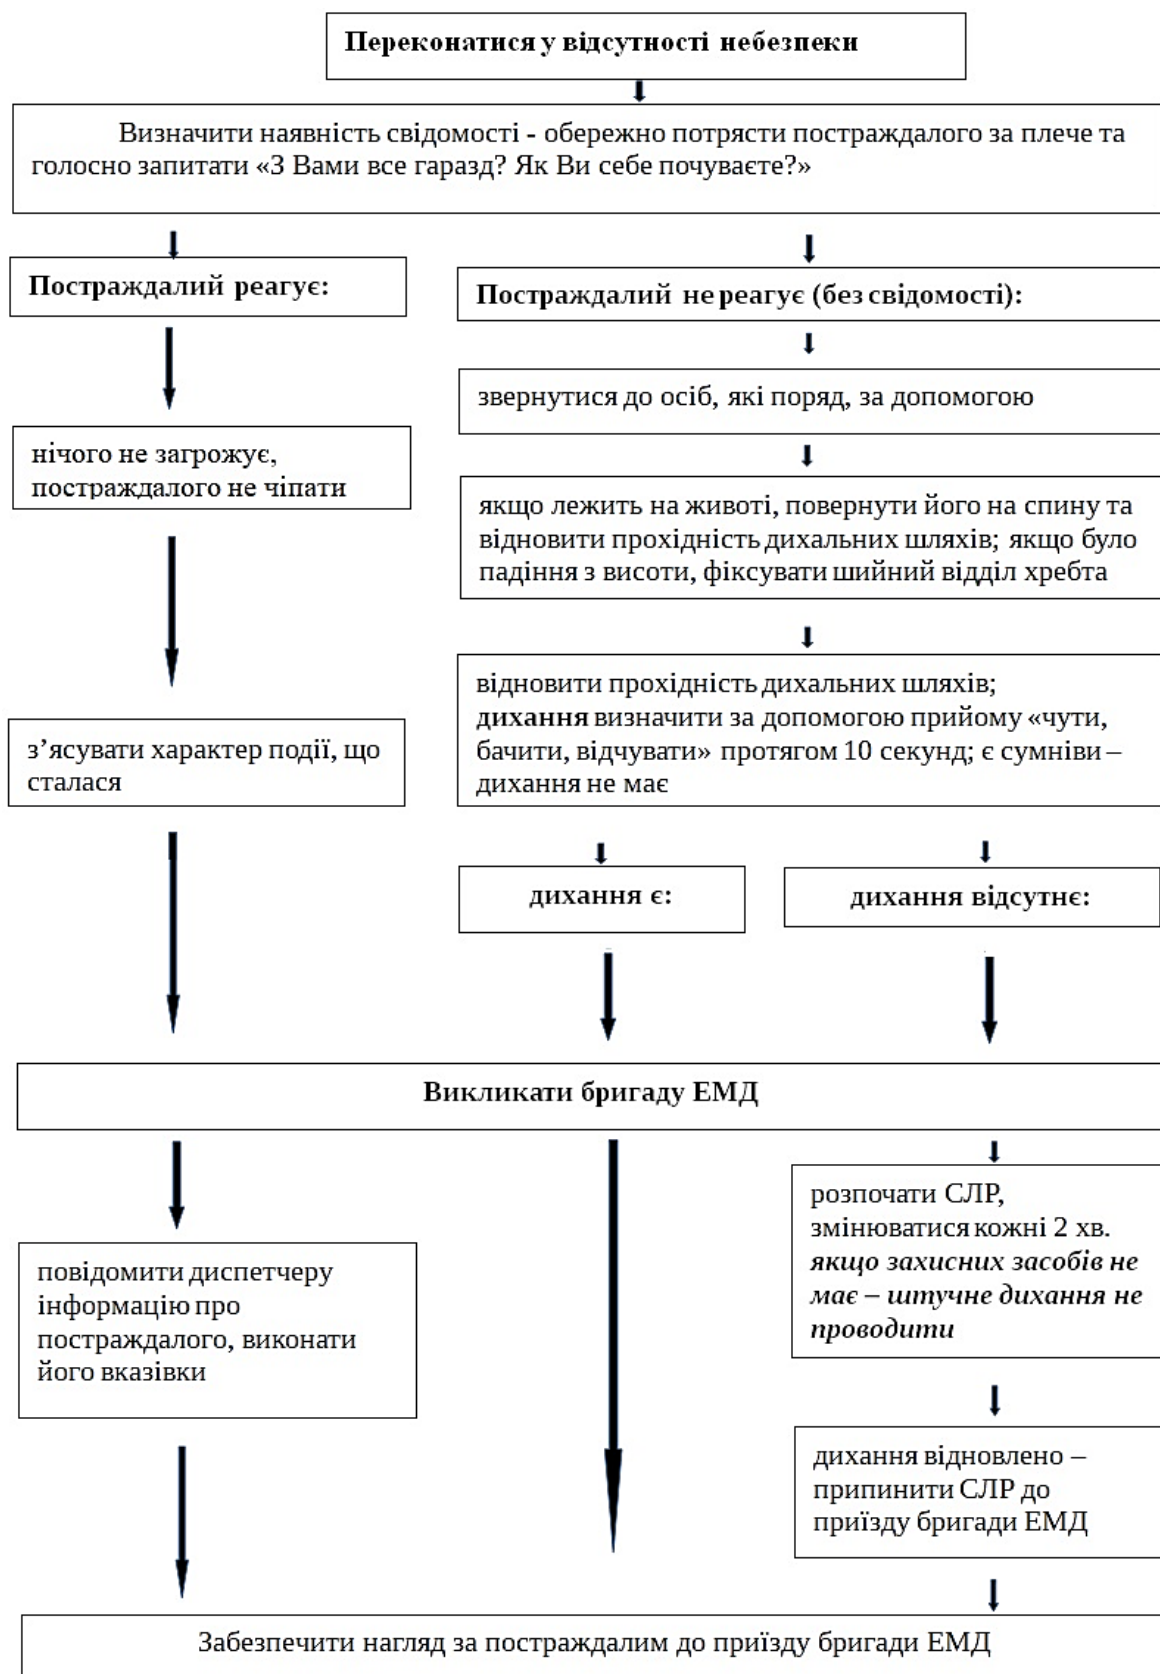 Переконатися у відсутності небезпеки
Визначити наявність свідомості - обережно потрясти постраждалого за плече та
голосно запитати «З Вами все гаразд? Як Ви себе почуваєте?»
Постраждалий реагує:
нічого не загрожує,
постраждалого не чіпати
з’ясувати характер події, що
сталася
Постраждалий не реагує (без свідомості):
звернутися до осіб, які поряд, за допомогою
якщо лежить на животі, повернути його на спину та
відновити прохідність дихальних шляхів; якщо було
падіння з висоти, фіксувати шийний відділ хребта
відновити прохідність дихальних шляхів;
дихання визначити за допомогою прийому «чути,
бачити, відчувати» протягом 10 секунд; є сумніви –
дихання не має
дихання є:
дихання відсутнє:
Викликати бригаду ЕМД
повідомити диспетчеру
інформацію про
постраждалого, виконати
його вказівки
розпочати СЛР,
змінюватися кожні 2 хв.
якщо захисних засобів не
має – штучне дихання не
проводити
дихання відновлено –
припинити СЛР до
приїзду бригади ЕМД
Забезпечити нагляд за постраждалим до приїзду бригади ЕМД